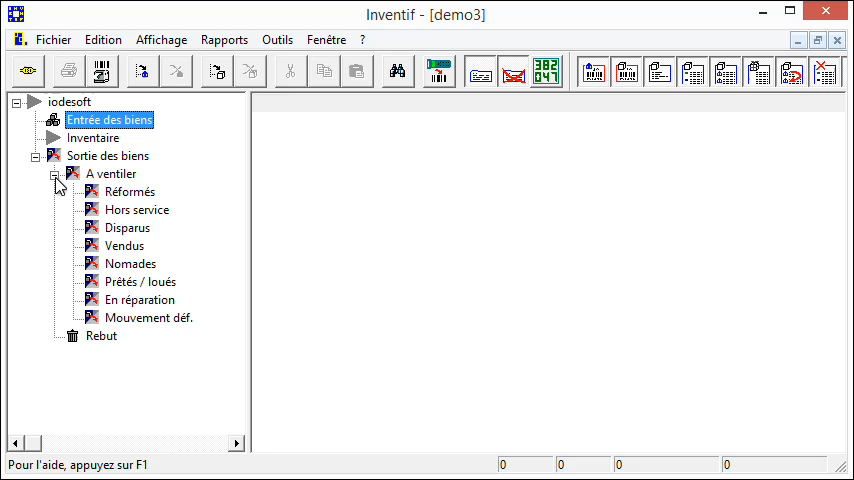 Inventif - [demo3]
Fichier Edition Affichage Rapports Outils Fenêtre ?
382
047
iodesoft
Entrée des biens
Inventaire
Sortie des biens
A ventiler
Réformés
Hors service
Disparus
Vendus
Nomades
Prêtés / loués
En réparation
Mouvement déf.
Rebut
Pour l'aide, appuyez sur F1 0 0 0 0